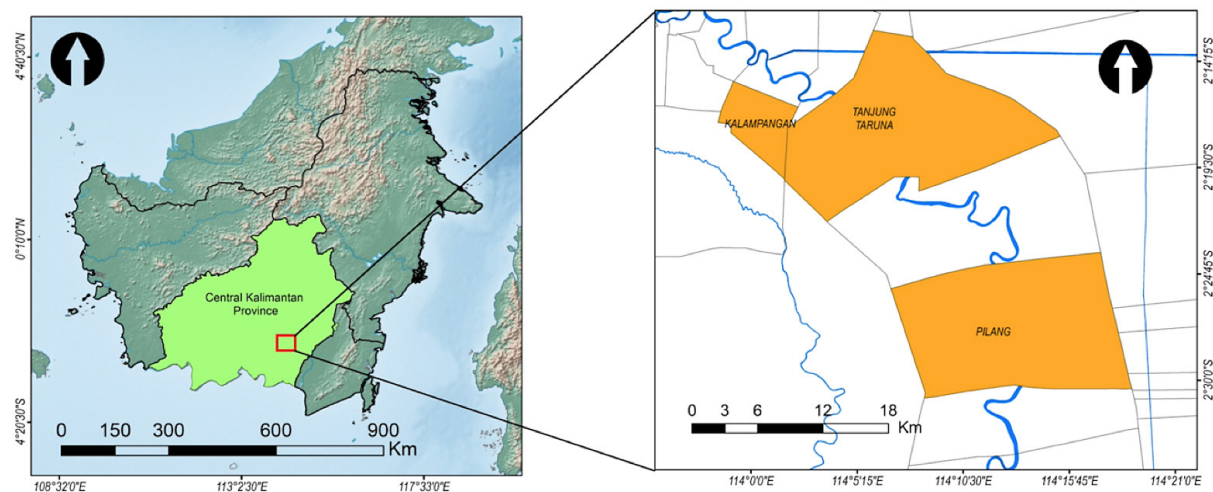 4°40'30"N
0°10'0"N
4°20'30"S
108°32'0"E
113°2'30"E
117°33'0"E
Central Kalimantan
Province
0 150 300 600 900
Km
KALAMPANGAN
TANJUNG
TARUNA
PILANG
0 3 6 12 18
Km
2°14'15"S
2°19'30"S
2°24'45"S
2°30'0"S
114°0'0"E
114°5'15"E
114°10'30"E
114°15'45"E
114°21'0"E